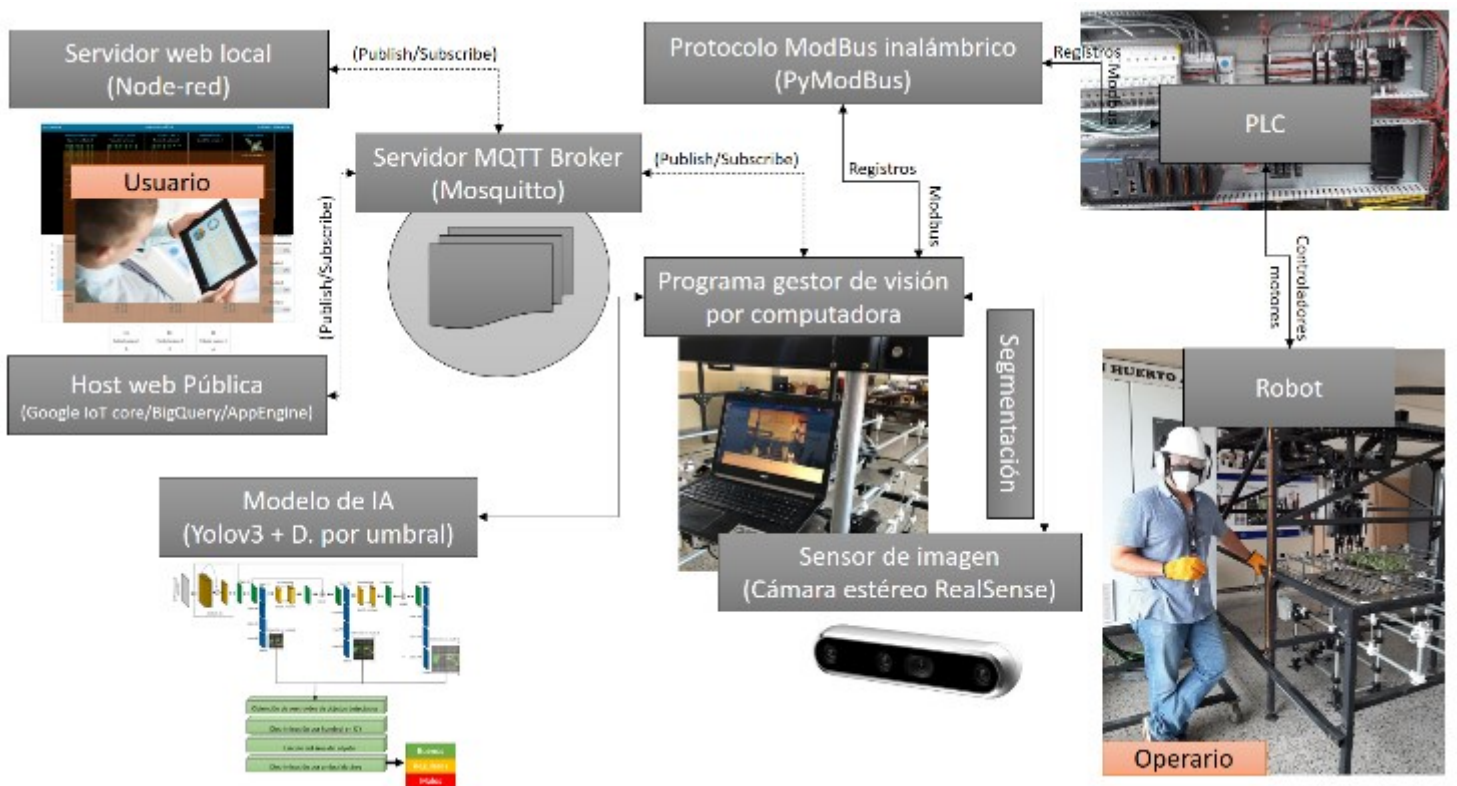 Servidor web local
(Node-red)
(Publish/Subscribe)
Protocolo ModBus inalámbrico
(PyModBus)
Registros
Modbus
PLC
Usuario
Servidor MQTT Broker
(Mosquitto)
(Publish/Subscribe)
Registros
Modbus
(Publish/Subscribe)
Programa gestor de visión
por computadora
Controladores
motores
Segmentación
Host web Pública
(Google IoT core/BigQuery/AppEngine)
HUERTO
Robot
Modelo de IA
(Yolov3 + D. por umbral)
Sensor de imagen
(Cámara estéreo RealSense)
Buenos
Malos
Operario